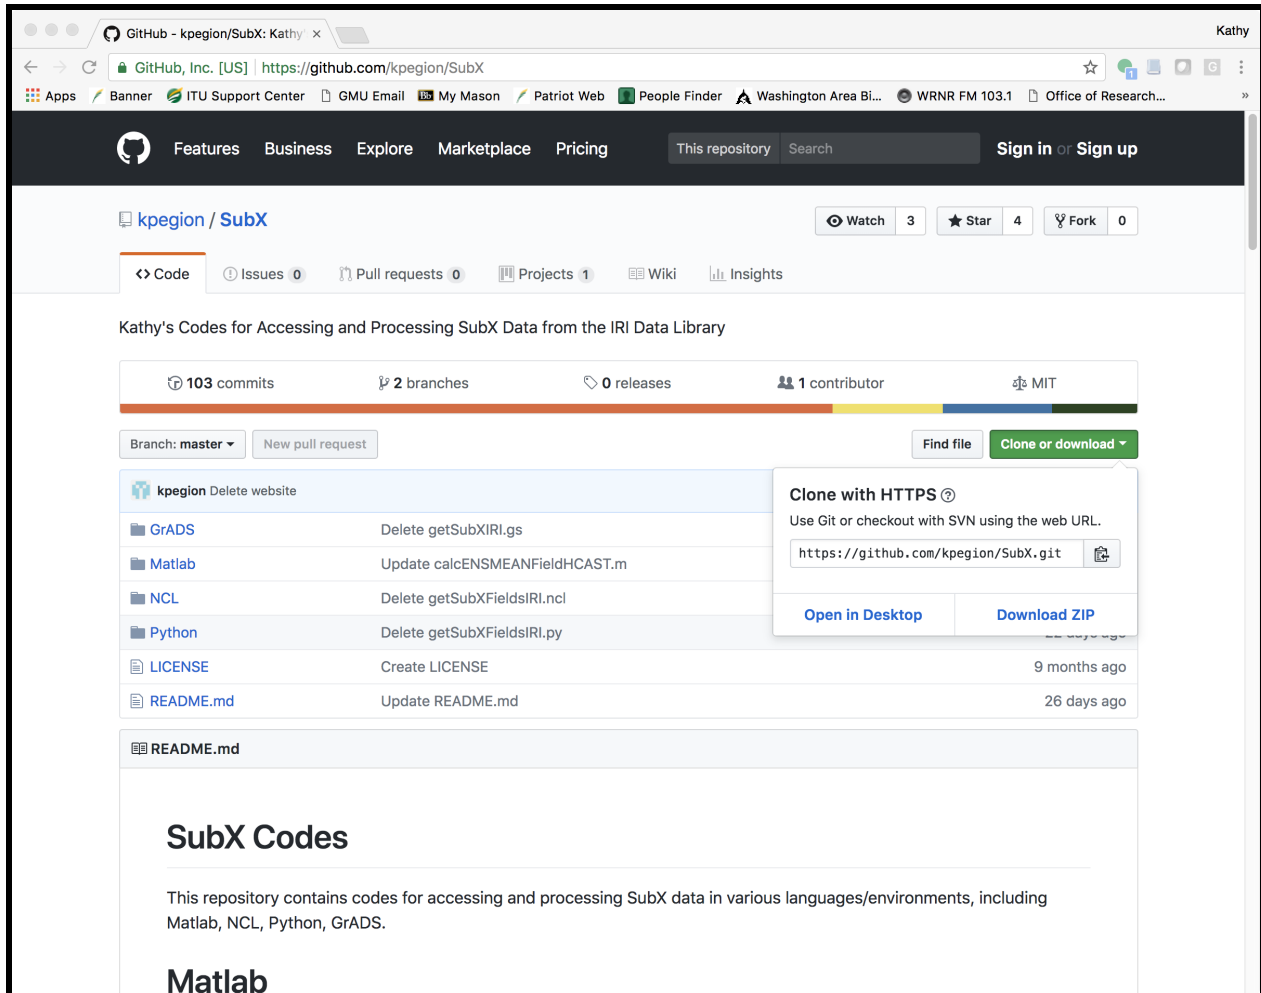 GitHub - kpegion/SubX: Kathy'
Kathy
GitHub, Inc. [US] https://github.com/kpegion/SubX
Apps Banner ITU Support Center GMU Email Bb My Mason Patriot Web People Finder Washington Area Bi... WRNR FM 103.1 Office of Research... »
Features Business Explore Marketplace Pricing This repository Search Sign in or Sign up
kpegion / SubX Watch 3 Star 4 Fork 0
Code Issues 0 Pull requests 0 Projects 1 Wiki Insights
Kathy's Codes for Accessing and Processing SubX Data from the IRI Data Library
103 commits 2 branches 0 releases 1 contributor MIT
Branch: master New pull request Find file Clone or download
kpegion Delete website
Clone with HTTPS ?
Use Git or checkout with SVN using the web URL.
https://github.com/kpegion/SubX.git
Open in Desktop Download ZIP
GrADS Delete getSubXIRI.gs
Matlab Update calcENSMEANFieldHCAST.m
NCL Delete getSubXFieldsIRI.ncl
Python Delete getSubXFieldsIRI.py 22 days ago
LICENSE Create LICENSE 9 months ago
README.md Update README.md 26 days ago
README.md
SubX Codes
This repository contains codes for accessing and processing SubX data in various languages/environments, including
Matlab, NCL, Python, GrADS.
Matlab